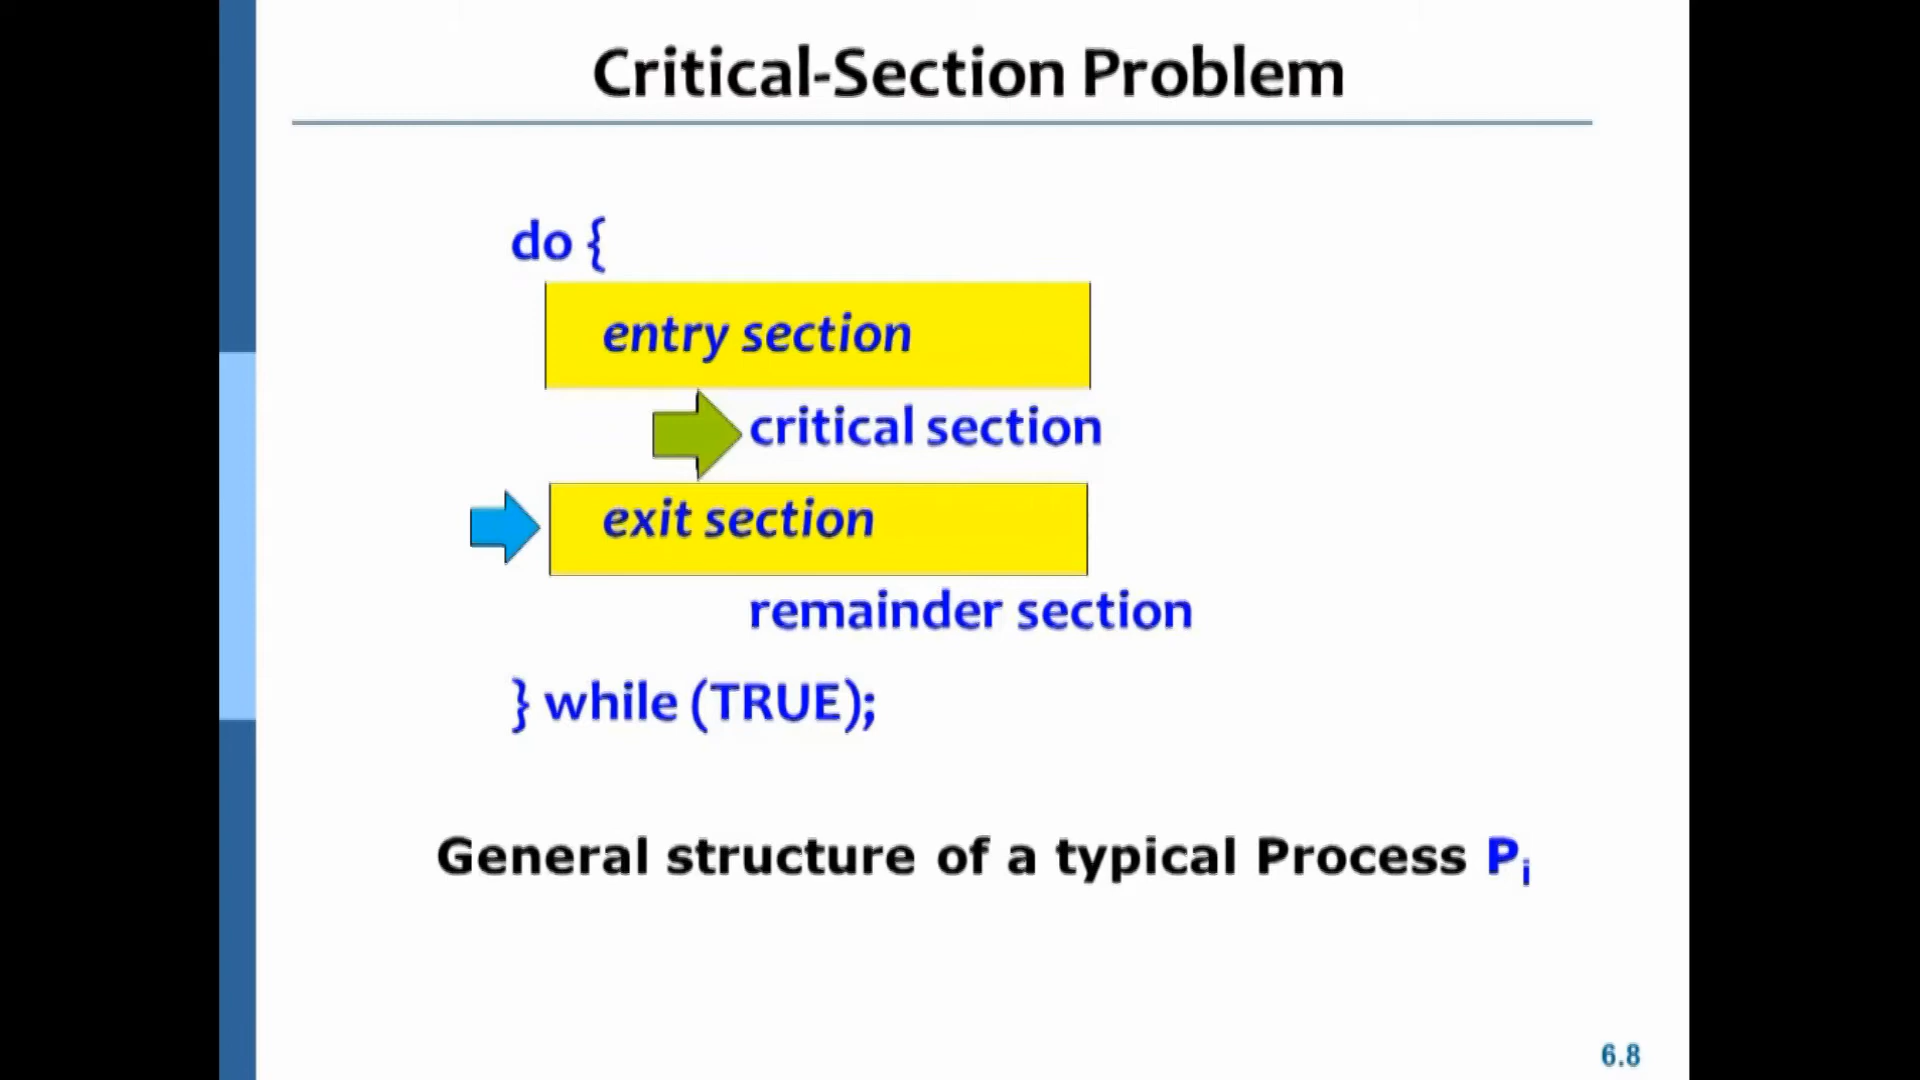 Critical-Section Problem
do {
entry section
critical section
exit section
remainder section
} while (TRUE);
General structure of a typical Process Pi
6.8